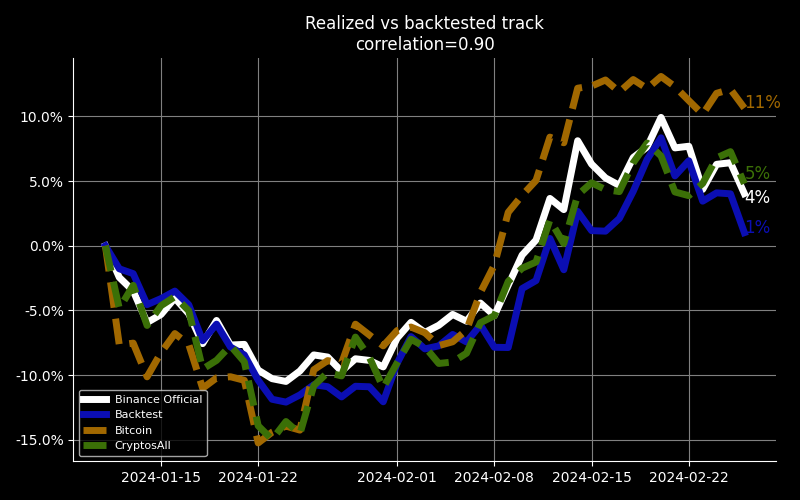 Realized vs backtested track
correlation=0.90
10.0%
5.0%
0.0%
-5.0%
-10.0%
-15.0%
11%
5%
4%
1%
Binance Official
Backtest
Bitcoin
CryptosAll
2024-01-15
2024-01-22
2024-02-01
2024-02-08
2024-02-15
2024-02-22